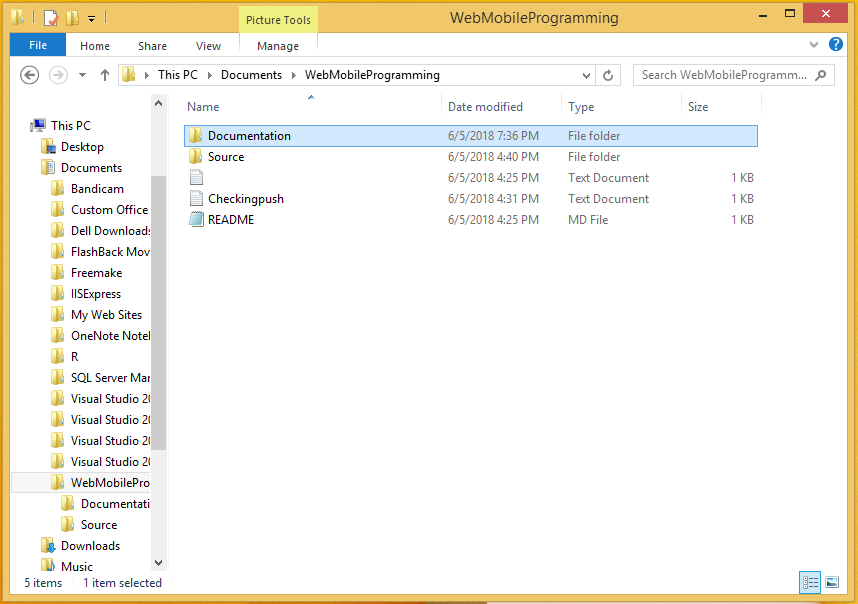 Picture Tools
WebMobileProgramming
File Home Share View Manage
This PC Documents WebMobileProgramming
Search WebMobileProgramm...
Name Date modified Type Size
Documentation 6/5/2018 7:36 PM File folder
Source 6/5/2018 4:40 PM File folder
6/5/2018 4:25 PM Text Document 1 KB
Checkingpush 6/5/2018 4:31 PM Text Document 1 KB
README 6/5/2018 4:25 PM MD File 1 KB
This PC
Desktop
Documents
Bandicam
Custom Office
Dell Downloads
FlashBack Mov
Freemake
IISExpress
My Web Sites
OneNote Notel
R
SQL Server Mar
Visual Studio 20
Visual Studio 20
Visual Studio 20
Visual Studio 20
WebMobilePro
Documentati
Source
Downloads
Music
5 items 1 item selected